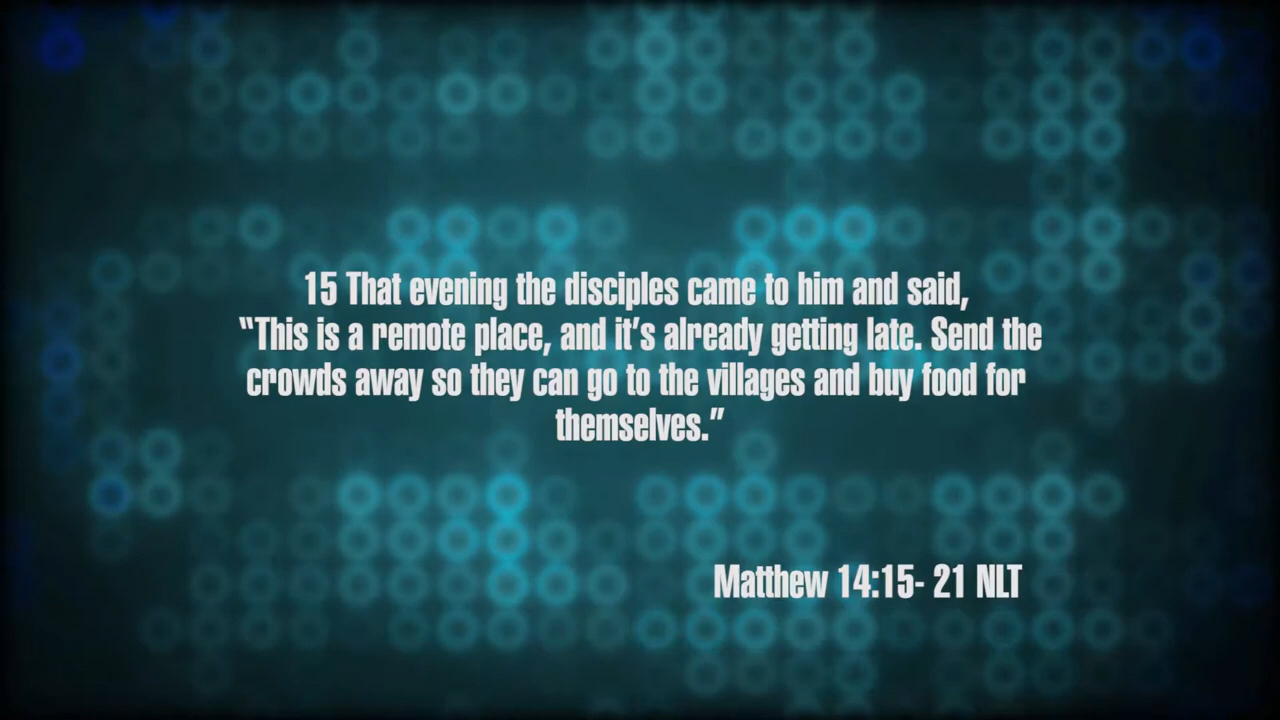 15 That evening the disciples came to him and said,
“This is a remote place, and it’s already getting late. Send the
crowds away so they can go to the villages and buy food for
themselves.”
Matthew 14:15- 21 NLT